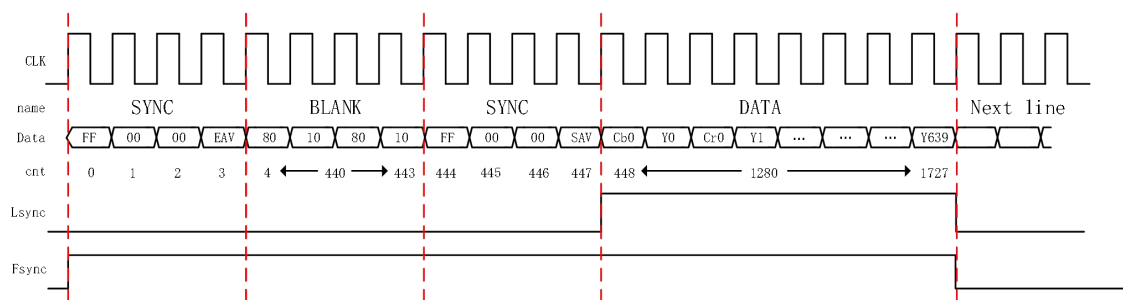 CLK
name SYNC BLANK SYNC DATA Next line
Data FF 00 00 EAV 80 10 80 10 FF 00 00 SAV Cb0 Y0 Cr0 Y1 ... ... ... Y639
cnt 0 1 2 3 4 440 443 444 445 446 447 448 1280 1727
Lsync
Fsync